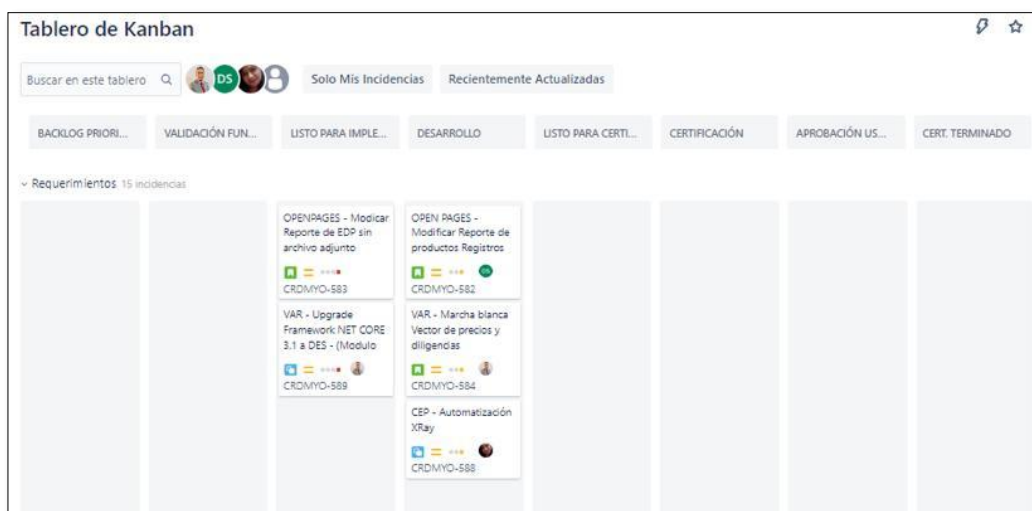 Tablero de Kanban
Buscar en este tablero
DS
Solo Mis Incidencias
Recientemente Actualizadas
BACKLOG PRIORI...
VALIDACIÓN FUN...
LISTO PARA IMPLE...
DESARROLLO
LISTO PARA CERTI...
CERTIFICACIÓN
APROBACIÓN US...
CERT. TERMINADO
Requerimientos 15 incidencias
OPENPAGES - Modicar
Reporte de EDP sin
archivo adjunto
CRDMYO-583
VAR - Upgrade
Framework NET CORE
3.1 a DES - (Modulo
CRDMYO-589
OPEN PAGES -
Modificar Reporte de
productos Registros
DS
CRDMYO-582
VAR - Marcha blanca
Vector de precios y
diligencias
CRDMYO-584
CEP - Automatización
XRay
CRDMYO-588